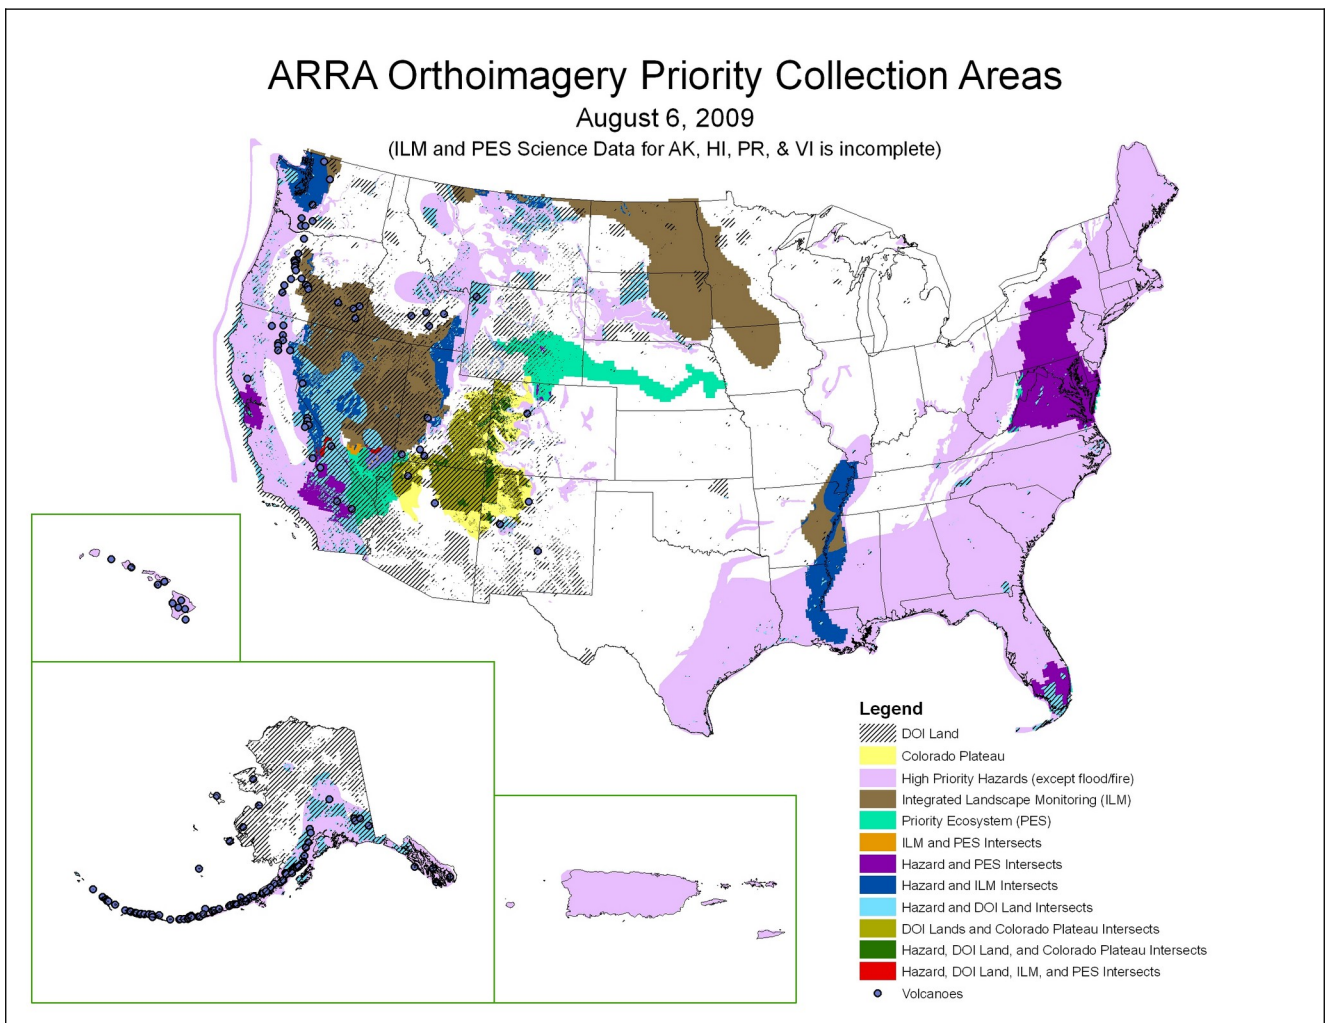 ARRA Orthoimagery Priority Collection Areas
August 6, 2009
(ILM and PES Science Data for AK, HI, PR, & VI is incomplete)
Legend
DOI Land
Colorado Plateau
High Priority Hazards (except flood/fire)
Integrated Landscape Monitoring (ILM)
Priority Ecosystem (PES)
ILM and PES Intersects
Hazard and PES Intersects
Hazard and ILM Intersects
Hazard and DOI Land Intersects
DOI Lands and Colorado Plateau Intersects
Hazard, DOI Land, and Colorado Plateau Intersects
Hazard, DOI Land, ILM, and PES Intersects
Volcanoes